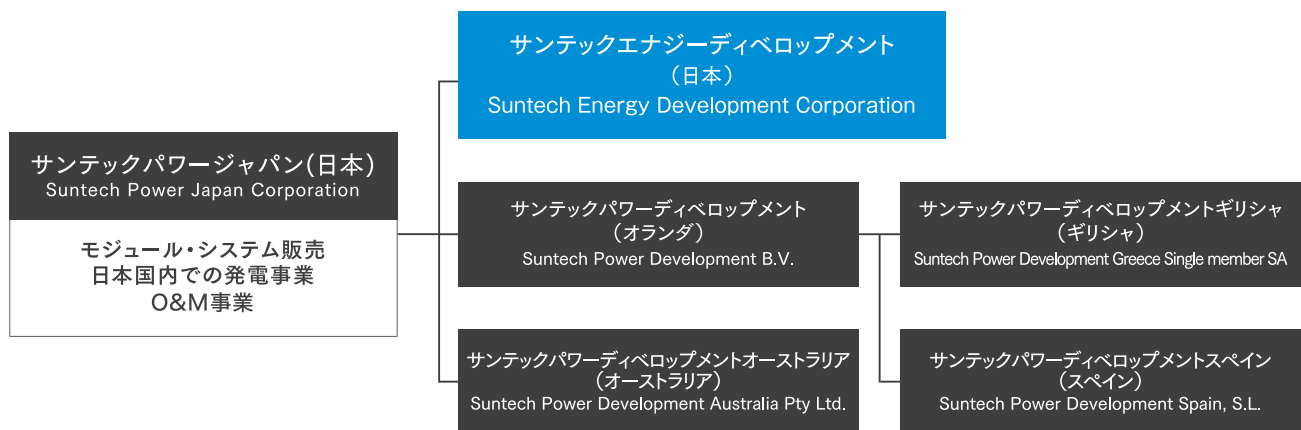 サンテックエナジーディベロップメント
（日本）
Suntech Energy Development Corporation
サンテックパワージャパン(日本)
Suntech Power Japan Corporation
モジュール・システム販売
日本国内での発電事業
O&M事業
サンテックパワーディベロップメント
（オランダ）
Suntech Power Development B.V.
サンテックパワーディベロップメントギリシャ
（ギリシャ）
Suntech Power Development Greece Single member SA
サンテックパワーディベロップメントオーストラリア
（オーストラリア）
Suntech Power Development Australia Pty Ltd.
サンテックパワーディベロップメントスペイン
（スペイン）
Suntech Power Development Spain, S.L.